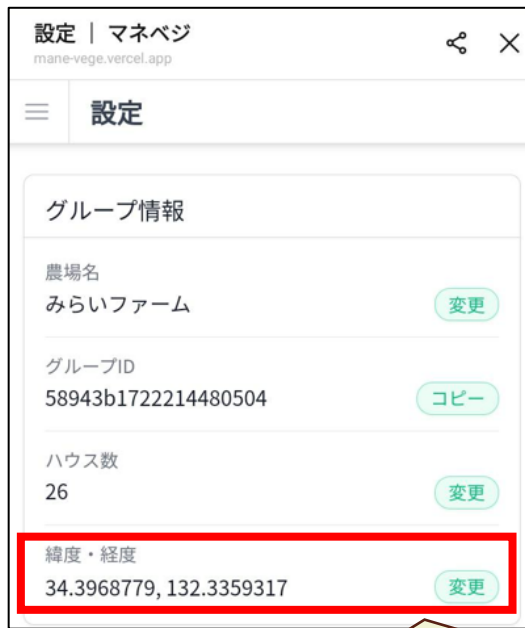 設定 | マネベジ
mane-vege.vercel.app
設定
グループ情報
農場名
みらいファーム
変更
グループID
58943b1722214480504
コピー
ハウス数
26
変更
緯度・経度
34.3968779, 132.3359317
変更